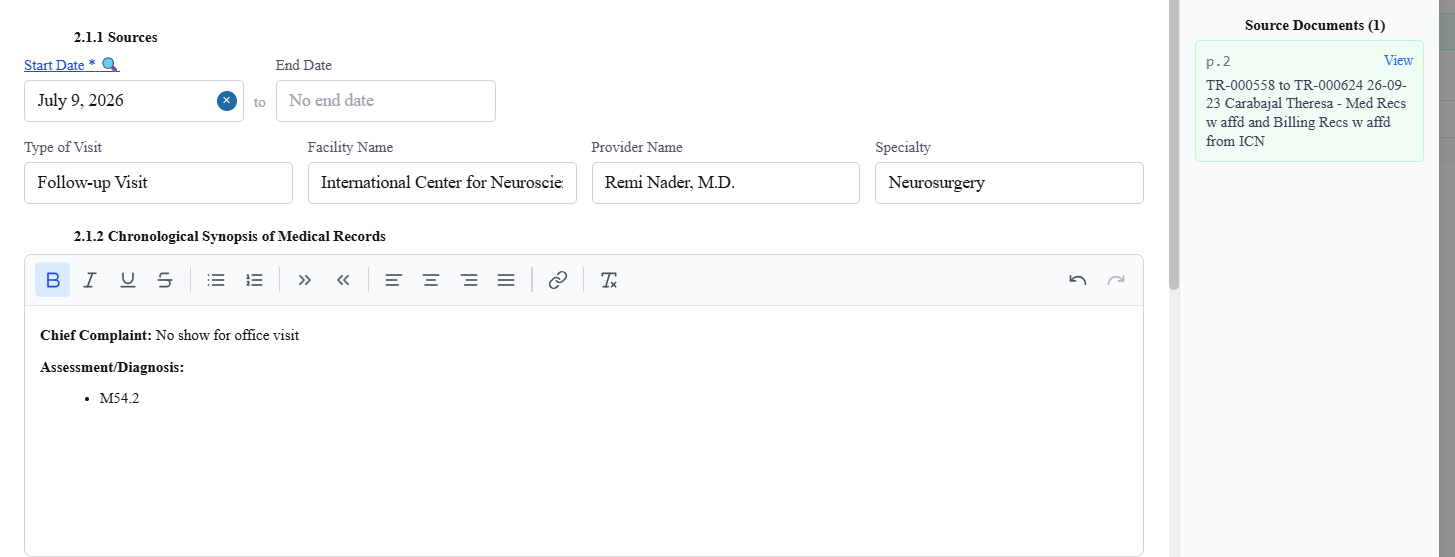 2.1.1 Sources
Start Date * 🔍
End Date
July 9, 2026
to
No end date
Type of Visit
Facility Name
Provider Name
Specialty
Follow-up Visit
International Center for Neuroscie
Remi Nader, M.D.
Neurosurgery
2.1.2 Chronological Synopsis of Medical Records
Chief Complaint: No show for office visit
Assessment/Diagnosis:
• M54.2
Source Documents (1)
p.2
View
TR-000558 to TR-000624 26-09-
23 Carabajal Theresa - Med Recs
w affd and Billing Recs w affd
from ICN